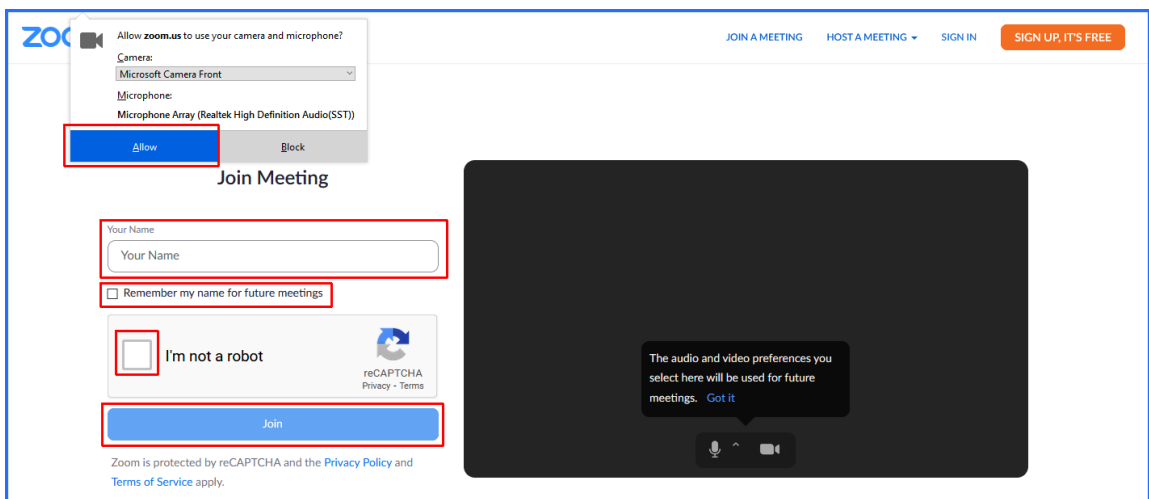 ZOO
Allow zoom.us to use your camera and microphone?
Camera:
Microsoft Camera Front
Microphone:
Microphone Array (Realtek High Definition Audio(SST))
Allow Block
JOIN A MEETING HOST A MEETING SIGN IN SIGN UP, IT'S FREE
Join Meeting
Your Name
Your Name
Remember my name for future meetings
I'm not a robot
reCAPTCHA
Privacy - Terms
Join
Zoom is protected by reCAPTCHA and the Privacy Policy and
Terms of Service apply.
The audio and video preferences you
select here will be used for future
meetings. Got it